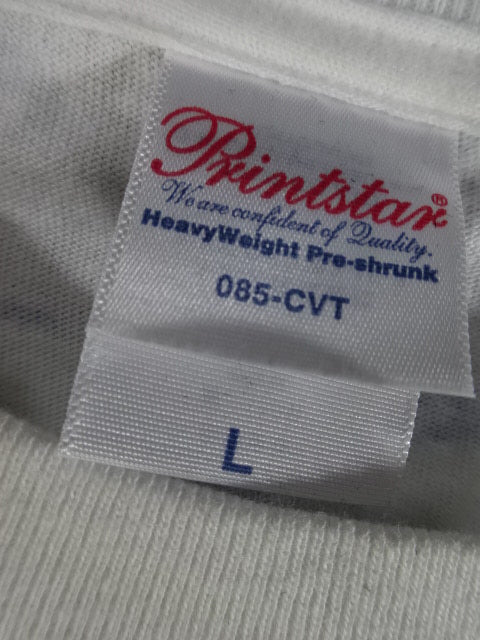 Printstar®
We are confident of Quality.
HeavyWeight Pre-shrunk
085-CVT
L